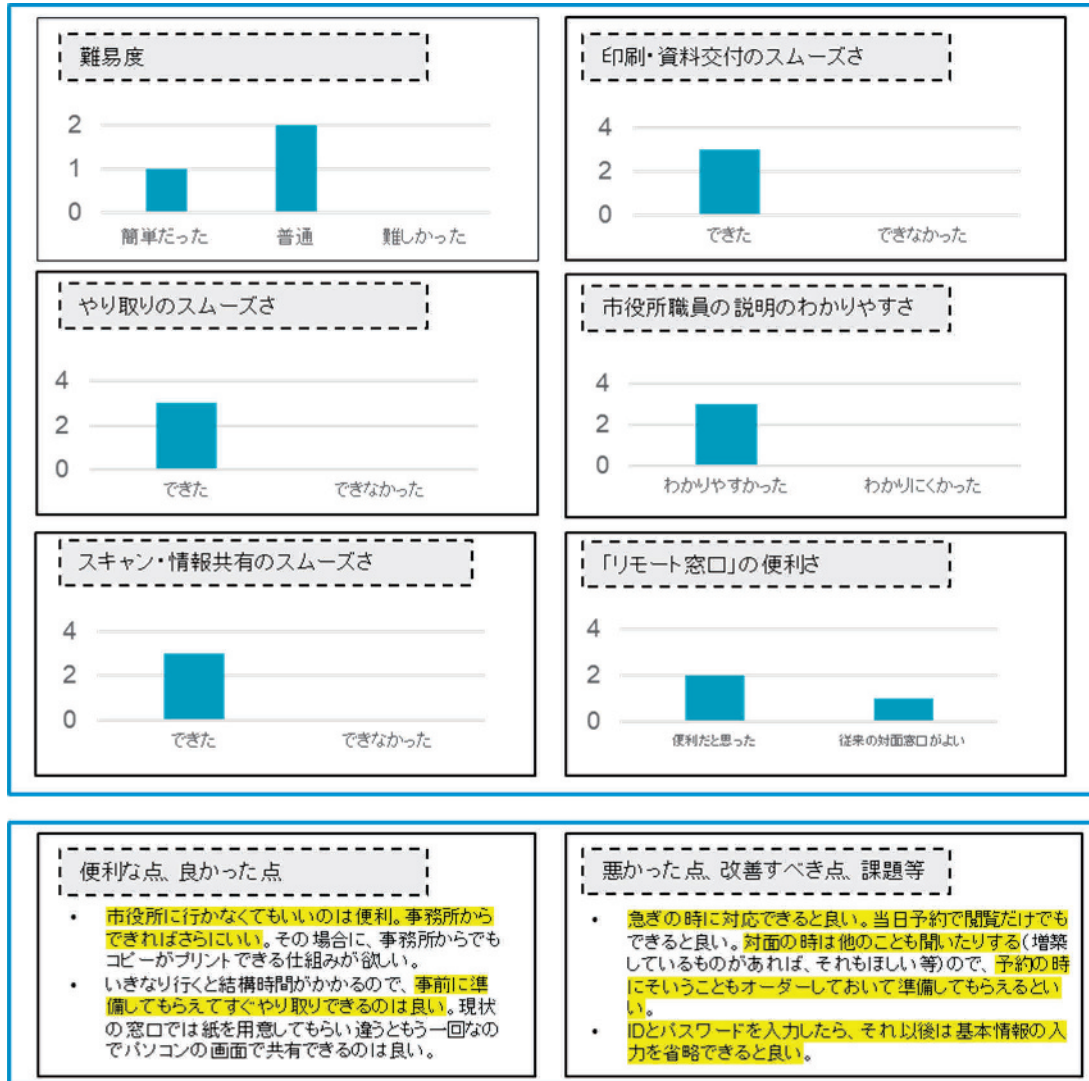 難易度
2
1
0
簡単だった 普通 難しかった
印刷・資料交付のスムーズさ
4
2
0
できた できなかった
やり取りのスムーズさ
4
2
0
できた できなかった
市役所職員の説明のわかりやすさ
4
2
0
わかりやすかった わかりにくかった
スキャン・情報共有のスムーズさ
4
2
0
できた できなかった
「リモート窓口」の便利さ
4
2
0
便利だと思った 従来の対面窓口がよい
便利な点、良かった点
• 市役所に行かなくてもいいのは便利。事務所から
できればさらにいい。その場合に、事務所からでも
コピーがプリントできる仕組みが欲しい。
• いきなり行くと結構時間がかかるので、事前に準
備してもらえてすぐやり取りできるのは良い。現状
の窓口では紙を用意してもらい違うともう一回なの
でパソコンの画面で共有できるのは良い。
悪かった点、改善すべき点、課題等
• 急ぎの時に対応できると良い。当日予約で閲覧だけでも
できると良い。対面の時は他のことも聞いたりする(増築
しているものがあれば、それもほしい等)ので、予約の時
にそいうこともオーダーしておいて準備してもらえるとい
い。
• IDとパスワードを入力したら、それ以後は基本情報の入
力を省略できると良い。